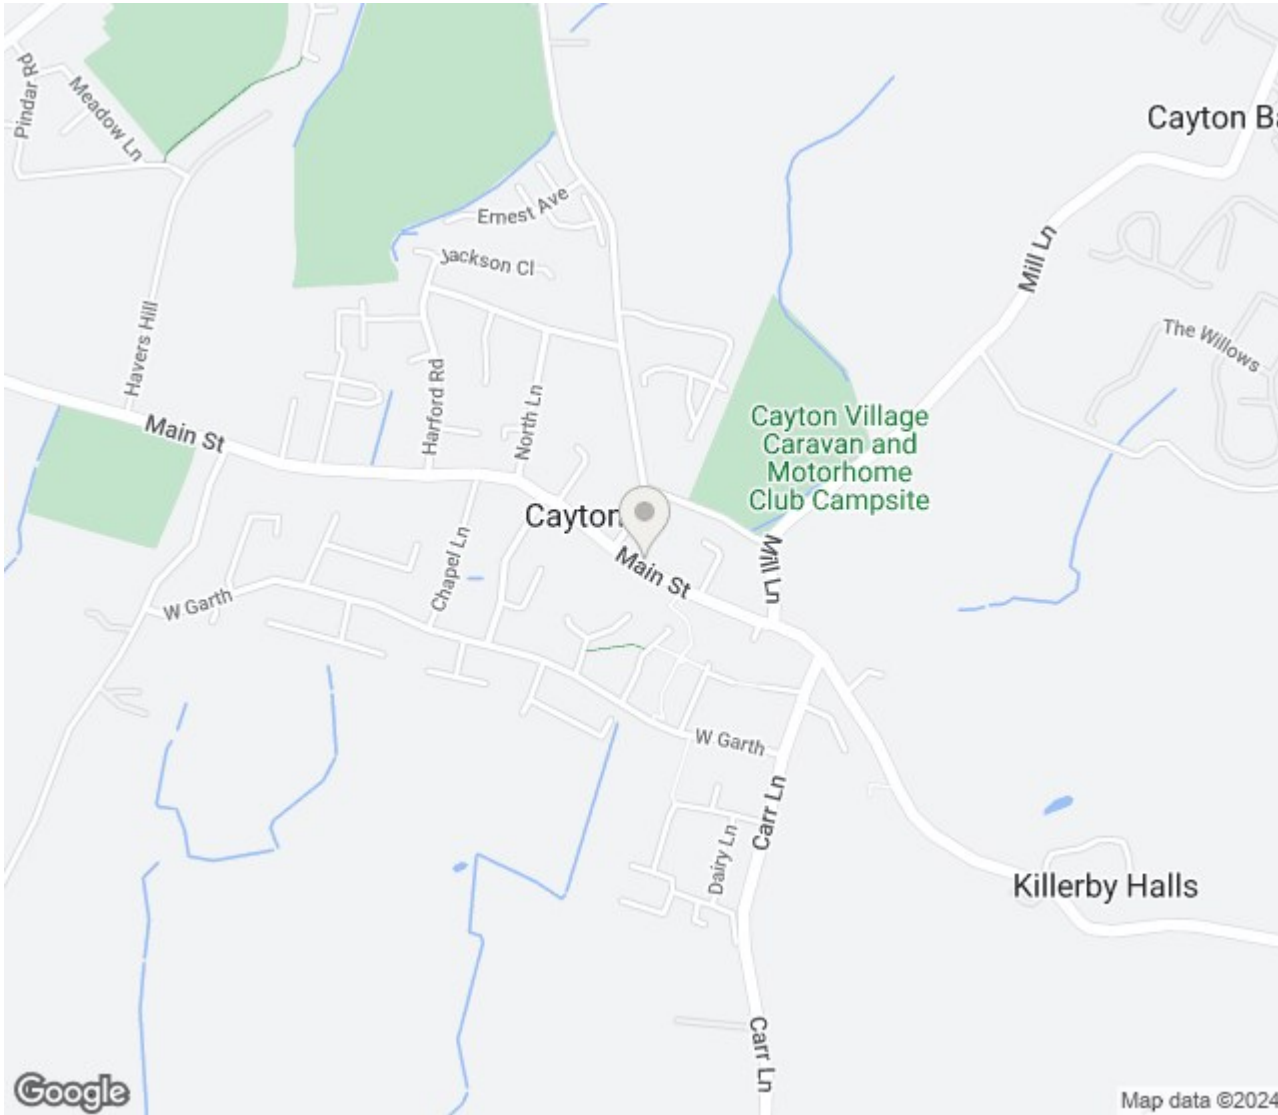 Pindar Rd
Meadow Ln
Cayton Ba
Ernest Ave
Jackson Cl
Mill Ln
Havers Hill
The Willows
Harford Rd
North Ln
Main St
Cayton Village
Caravan and
Motorhome
Club Campsite
Cayton
Chapel Ln
Main St
Mill Ln
W Garth
W Garth
Carr Ln
Dairy Ln
Killerby Halls
Carr Ln
Google
Map data ©2024